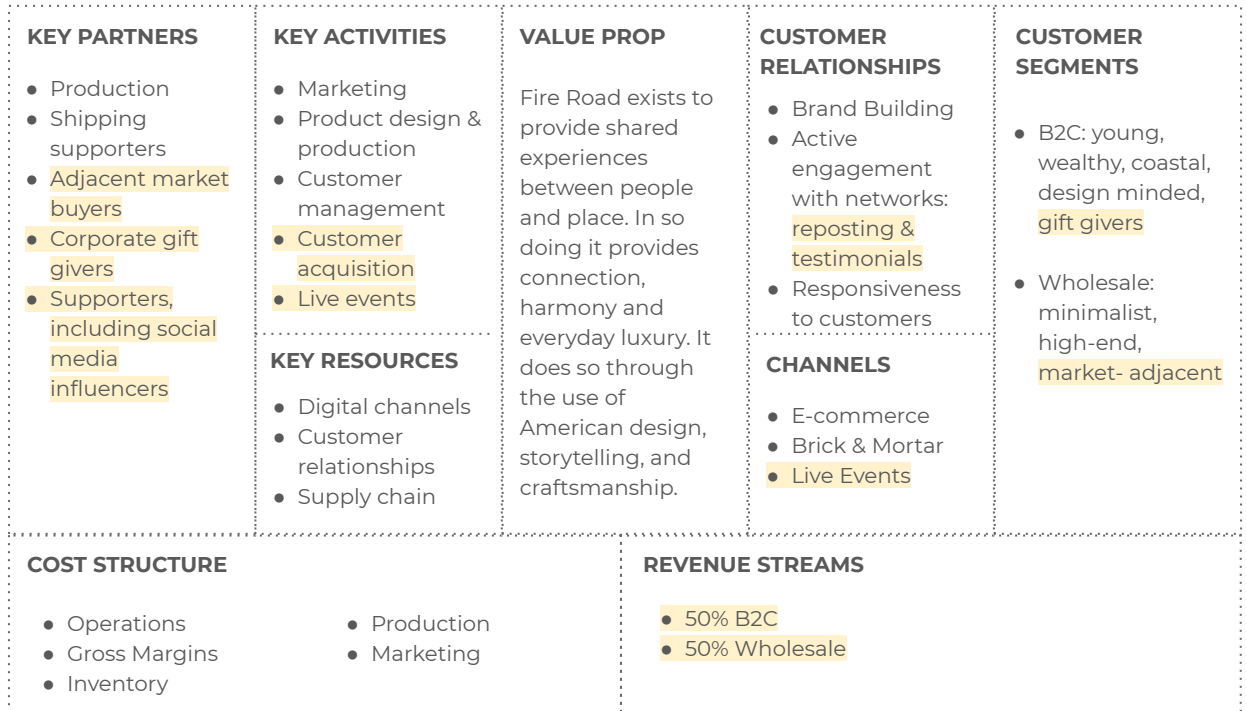 KEY PARTNERS
● Production
● Shipping
supporters
● Adjacent market
buyers
● Corporate gift
givers
● Supporters,
including social
media
influencers
KEY ACTIVITIES
● Marketing
● Product design &
production
● Customer
management
● Customer
acquisition
● Live events
KEY RESOURCES
● Digital channels
● Customer
relationships
● Supply chain
VALUE PROP
Fire Road exists to
provide shared
experiences
between people
and place. In so
doing it provides
connection,
harmony and
everyday luxury. It
does so through
the use of
American design,
storytelling, and
craftsmanship.
CUSTOMER
RELATIONSHIPS
● Brand Building
● Active
engagement
with networks:
reposting &
testimonials
● Responsiveness
to customers
CHANNELS
● E-commerce
● Brick & Mortar
● Live Events
CUSTOMER
SEGMENTS
● B2C: young,
wealthy, coastal,
design minded,
gift givers
● Wholesale:
minimalist,
high-end,
market- adjacent
COST STRUCTURE
● Operations
● Gross Margins
● Inventory
● Production
● Marketing
REVENUE STREAMS
● 50% B2C
● 50% Wholesale